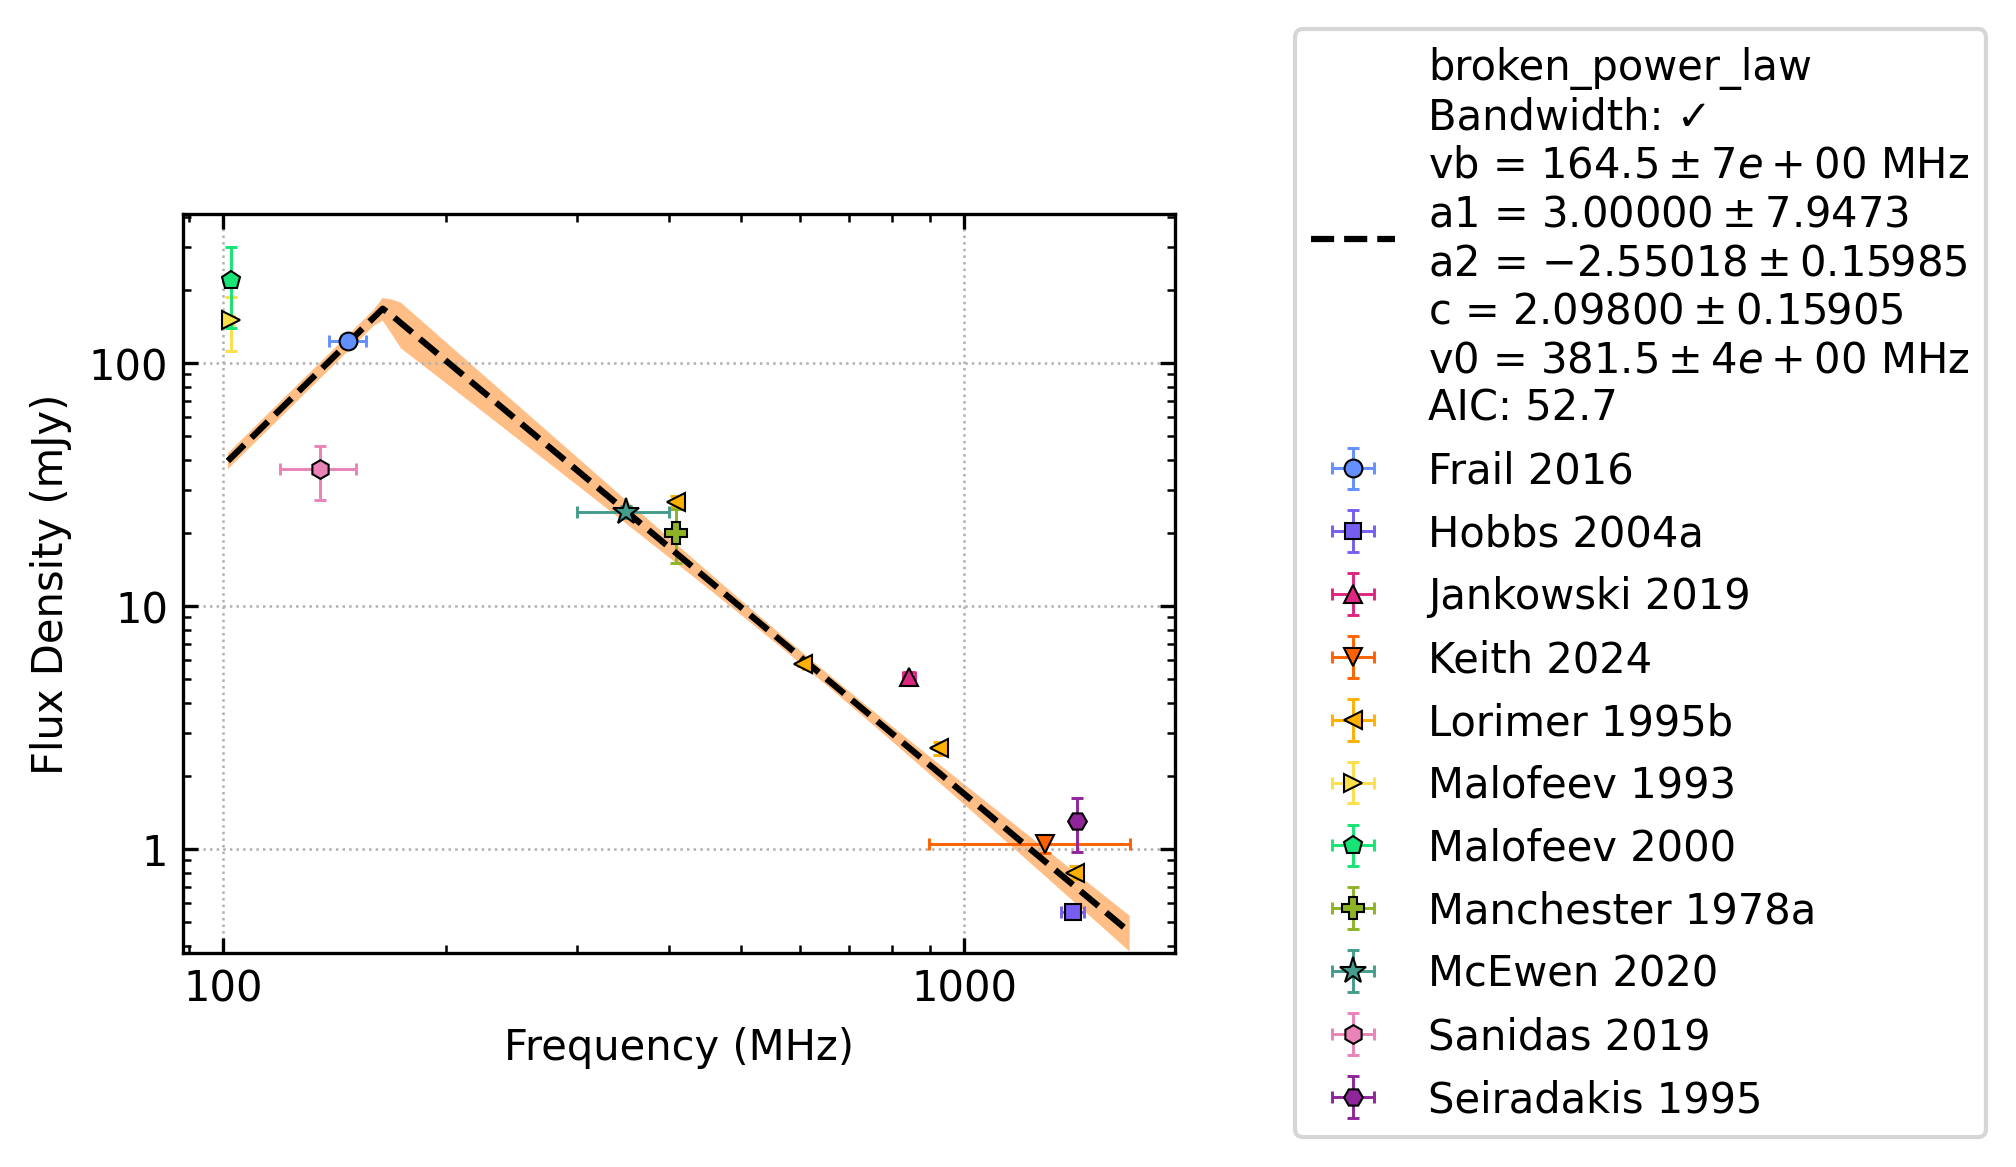 broken_power_law
Bandwidth: ✓
vb = 164.5 ± 7e + 00 MHz
a1 = 3.00000 ± 7.9473
a2 = −2.55018 ± 0.15985
c = 2.09800 ± 0.15905
v0 = 381.5 ± 4e + 00 MHz
AIC: 52.7
Frail 2016
Hobbs 2004a
Jankowski 2019
Keith 2024
Lorimer 1995b
Malofeev 1993
Malofeev 2000
Manchester 1978a
McEwen 2020
Sanidas 2019
Seiradakis 1995
Flux Density (mJy)
100
10
1
100
1000
Frequency (MHz)